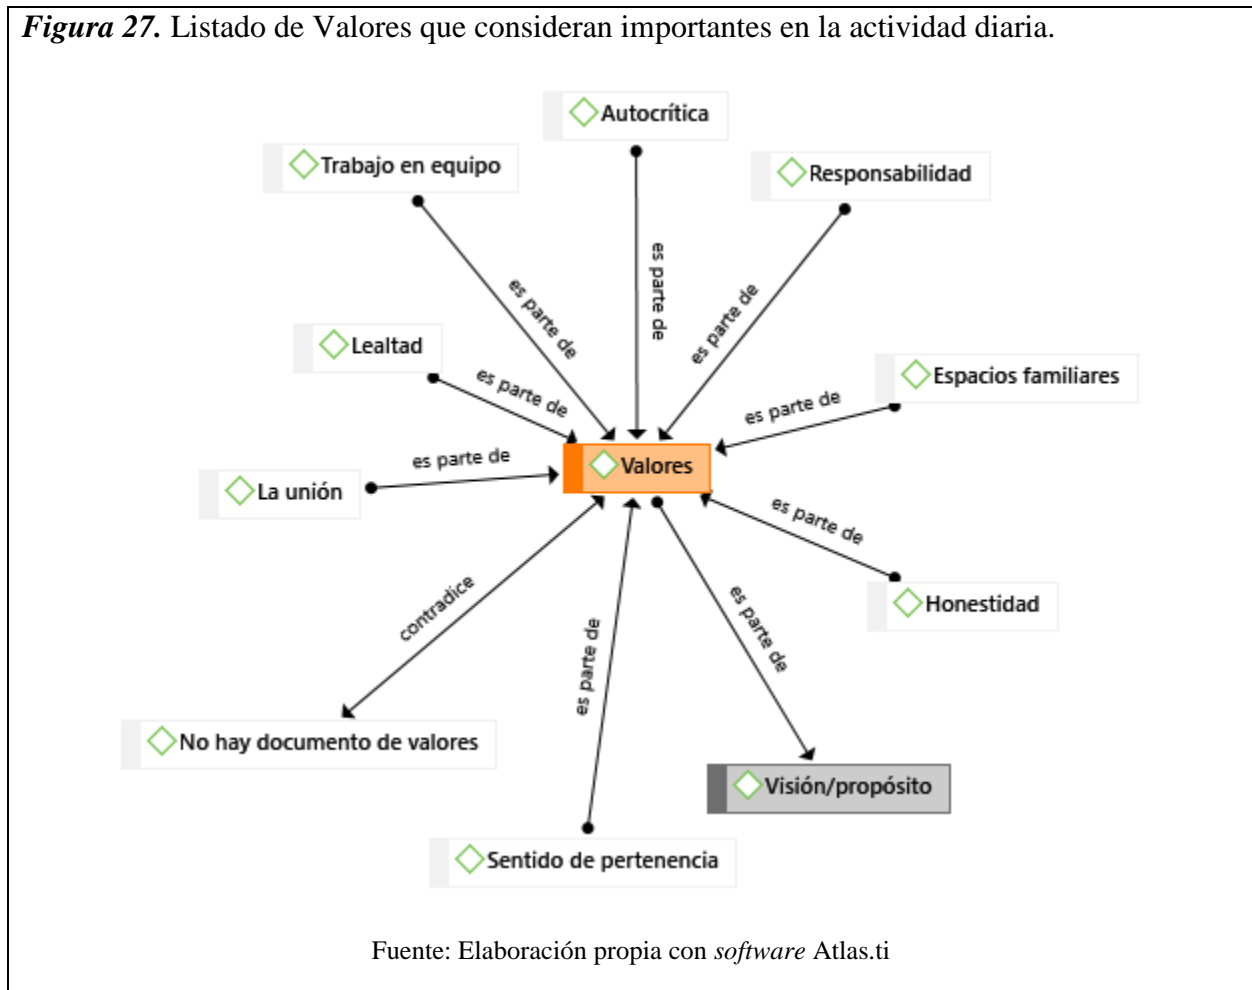 Figura 27. Listado de Valores que consideran importantes en la actividad diaria.
Autocrítica
Trabajo en equipo
Responsabilidad
es parte de
es parte de
es parte de
Lealtad
Espacios familiares
es parte de
es parte de
Valores
La unión
es parte de
es parte de
Honestidad
contradice
es parte de
es parte de
No hay documento de valores
Visión/propósito
Sentido de pertenencia
Fuente: Elaboración propia con software Atlas.ti